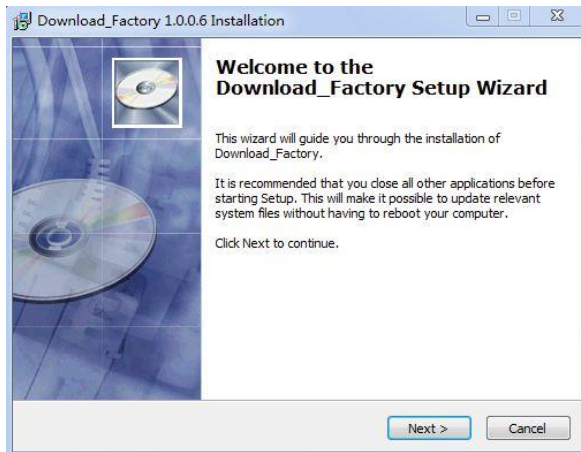 Download_Factory 1.0.0.6 Installation
Welcome to the
Download_Factory Setup Wizard
This wizard will guide you through the installation of
Download_Factory.
It is recommended that you close all other applications before
starting Setup. This will make it possible to update relevant
system files without having to reboot your computer.
Click Next to continue.
Next >
Cancel